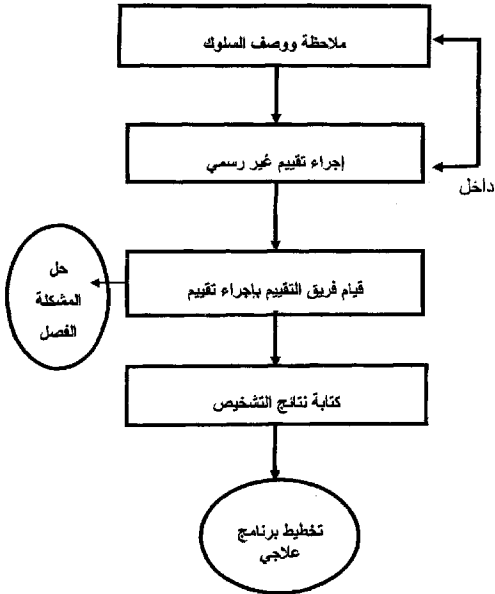 ملاحظة ووصف السلوك
إجراء تقييم غير رسمي
داخل
قيام فريق التقييم بإجراء تقييم
حل
المشكلة
الفصل
كتابة نتائج التشخيص
تخطيط برنامج
علاجي